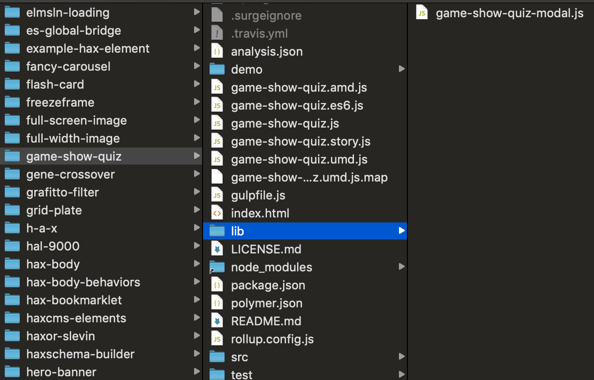 elmsln-loading
es-global-bridge
example-hax-element
fancy-carousel
flash-card
freezeframe
full-screen-image
full-width-image
game-show-quiz
gene-crossover
grafitto-filter
grid-plate
h-a-x
hal-9000
hax-body
hax-body-behaviors
hax-bookmarklet
haxcms-elements
haxor-slevin
haxschema-builder
hero-banner
.surgeignore
.travis.yml
analysis.json
demo
game-show-quiz.amd.js
game-show-quiz.es6.js
game-show-quiz.js
game-show-quiz.story.js
game-show-quiz.umd.js
game-show-...z.umd.js.map
gulpfile.js
index.html
lib
LICENSE.md
node_modules
package.json
polymer.json
README.md
rollup.config.js
src
test
game-show-quiz-modal.js